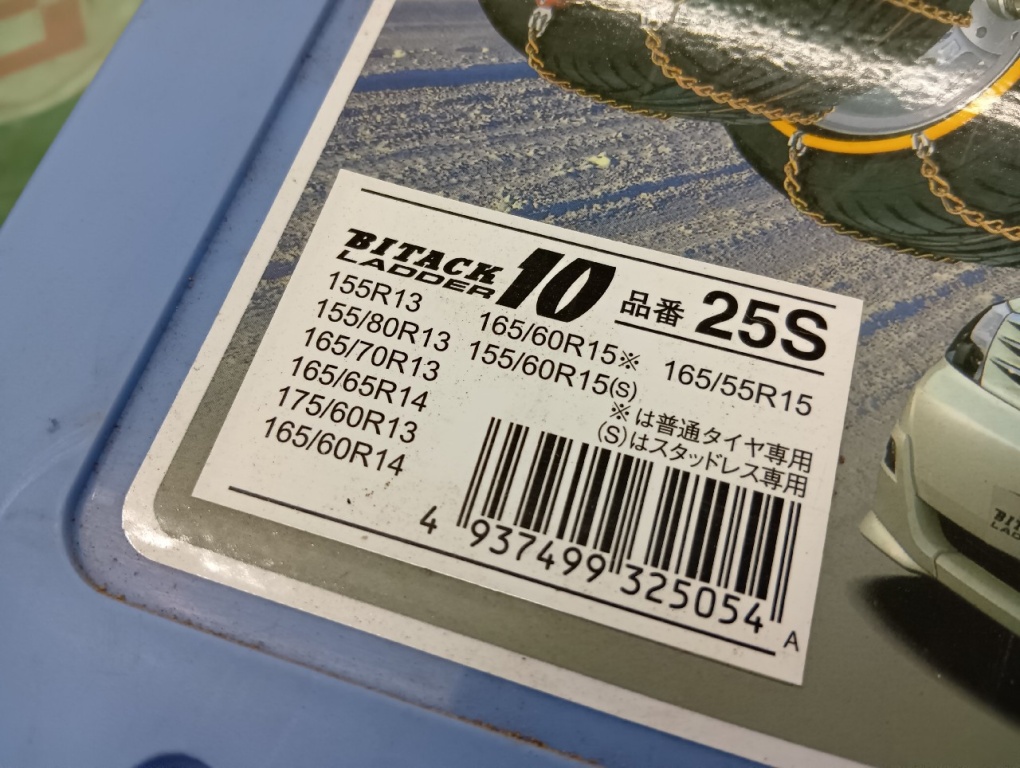 BITACK
LADDER 10
品番 25S
155R13
155/80R13
165/70R13
165/65R14
175/60R13
165/60R14
165/60R15※
155/60R15(S)
165/55R15
※は普通タイヤ専用
(S)はスタッドレス専用
4 937499 325054
A